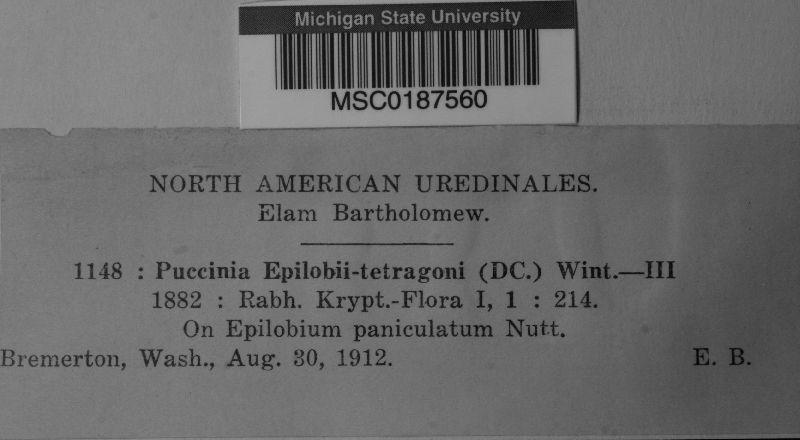 Michigan State University
MSC0187560
NORTH AMERICAN UREDINALES.
Elam Bartholomew.
1148 : Puccinia Epilobii-tetragoni (DC.) Wint.—III
1882 : Rabh. Krypt.-Flora I, 1 : 214.
On Epilobium paniculatum Nutt.
Bremerton, Wash., Aug. 30, 1912. E. B.